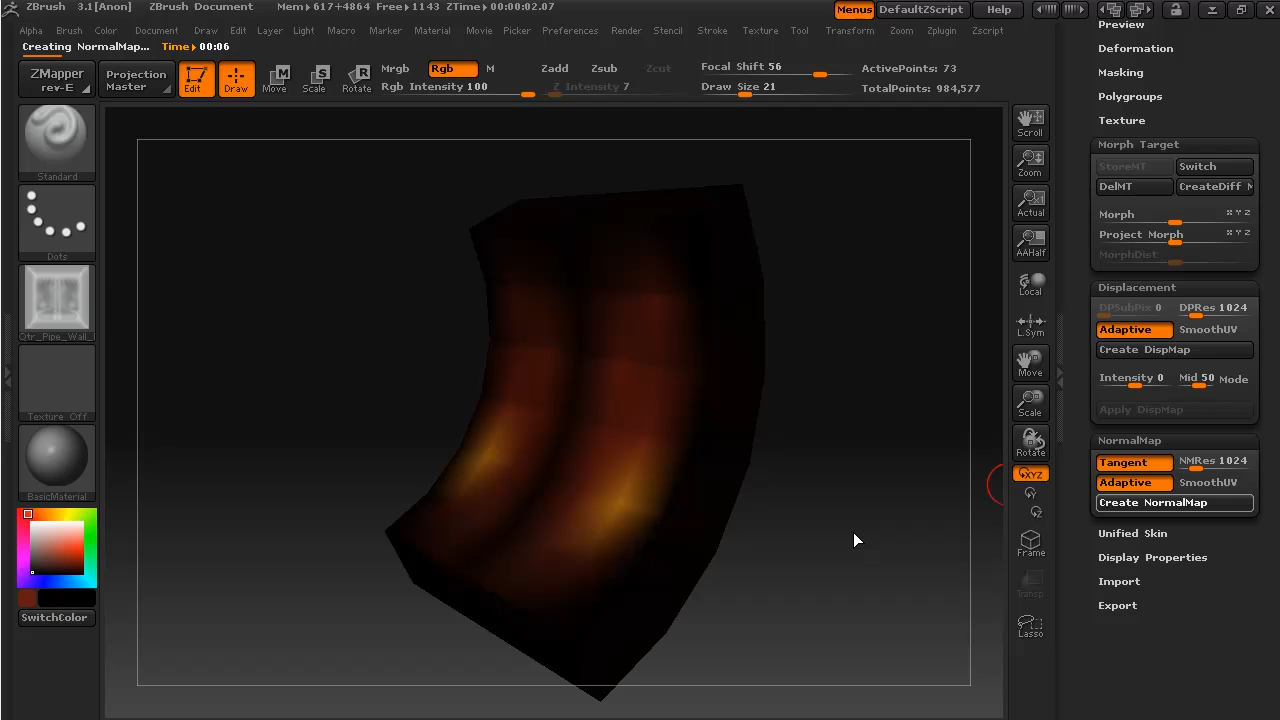 ZBrush 3.1[Anon] ZBrush Document Mem:617+4864 Free:1143 ZTime:00:00:02.07 Menus DefaultZScript Help
Alpha Brush Color Document Draw Edit Layer Light Macro Marker Material Movie Picker Preferences Render Stencil Stroke Texture Tool Transform Zoom Zplugin Zscript
Creating NormalMap... Time▸00:06
ZMapper rev-E
Projection Master
Edit
Draw
Move
Scale
Rotate
Mrgb Rgb M
Rgb Intensity 100
Zadd Zsub Zcut
Z Intensity 7
Focal Shift 56
Draw Size 21
ActivePoints: 73
TotalPoints: 984,577
Standard
Dots
Qtr_Pipe_Wall_
Texture Off
BasicMaterial
SwitchColor
Scroll
Zoom
Actual
AAHalf
Local
L.Sym
Move
Scale
Rotate
XYZ
Y
Z
Frame
Transp
Lasso
Preview
Deformation
Masking
Polygroups
Texture
Morph Target
StoreMT Switch
DelMT CreateDiff M
Morph X Y Z
Project Morph X Y Z
MorphDist
Displacement
DPSubPix 0 DPRes 1024
Adaptive SmoothUV
Create DispMap
Intensity 0 Mid 50 Mode
Apply DispMap
NormalMap
Tangent NMRes 1024
Adaptive SmoothUV
Create NormalMap
Unified Skin
Display Properties
Import
Export